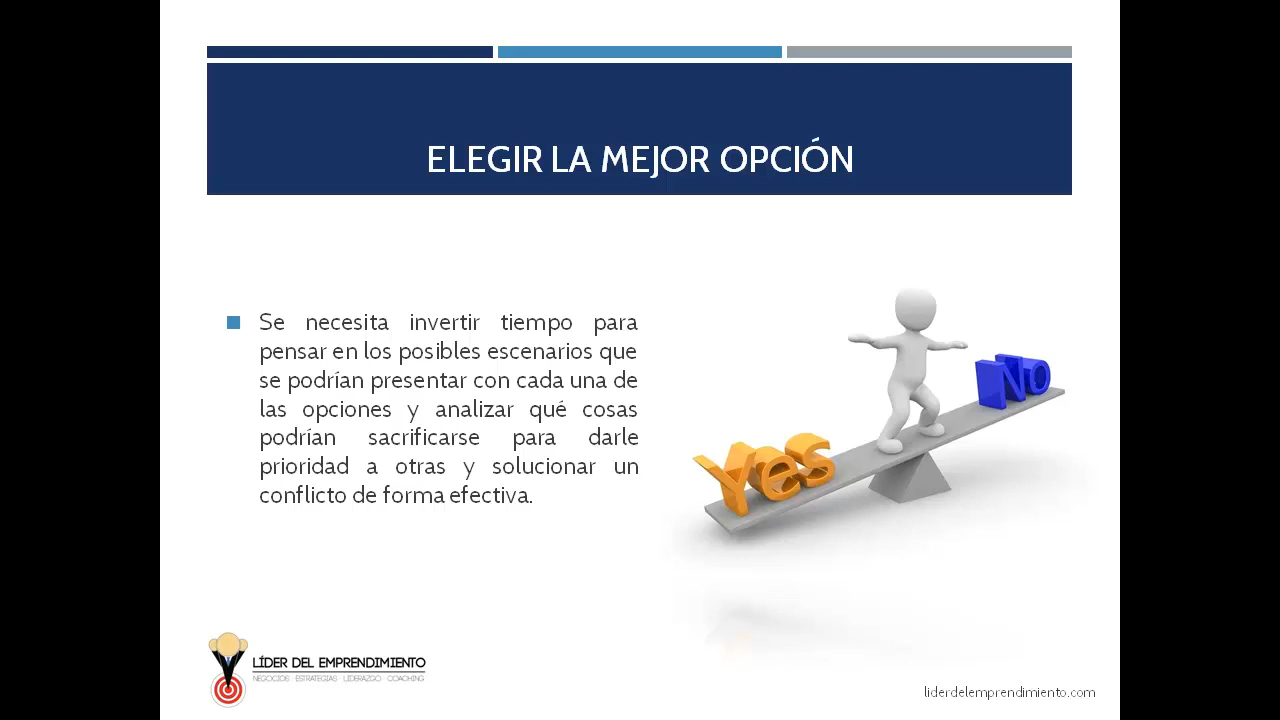 ELEGIR LA MEJOR OPCIÓN
Se necesita invertir tiempo para
pensar en los posibles escenarios que
se podrían presentar con cada una de
las opciones y analizar qué cosas
podrían sacrificarse para darle
prioridad a otras y solucionar un
conflicto de forma efectiva.
Yes
No
LÍDER DEL EMPRENDIMIENTO
NEGOCIOS · ESTRATEGIAS · LIDERAZGO · COACHING
liderdelemprendimiento.com